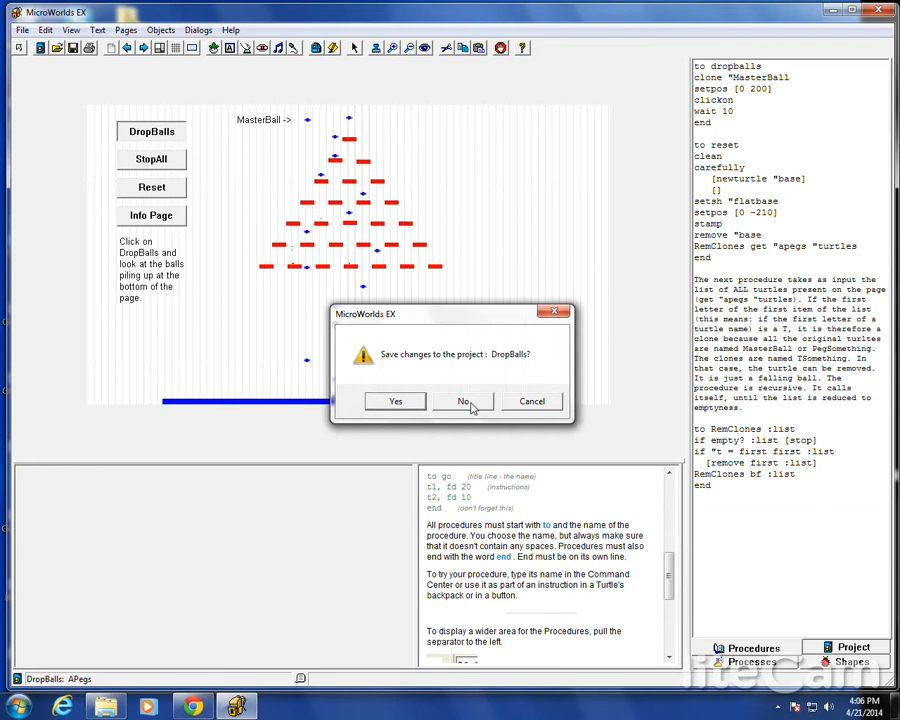 MicroWorlds EX
File Edit View Text Pages Objects Dialogs Help
DropBalls
StopAll
Reset
Info Page
Click on
DropBalls and
look at the balls
piling up at the
bottom of the
page.
MasterBall ->
MicroWorlds EX
Save changes to the project : DropBalls?
Yes No Cancel
to go (title line - the name)
t1, fd 20 (instructions)
t2, fd 10
end (don't forget this)
All procedures must start with to and the name of the
procedure. You choose the name, but always make sure
that it doesn't contain any spaces. Procedures must also
end with the word end . End must be on its own line.
To try your procedure, type its name in the Command
Center or use it as part of an instruction in a Turtle's
backpack or in a button.
To display a wider area for the Procedures, pull the
separator to the left.
to dropballs
clone "MasterBall
setpos [0 200]
clickon
wait 10
end
to reset
clean
carefully
[newturtle "base]
[]
setsh "flatbase
setpos [0 -210]
stamp
remove "base
RemClones get "apegs "turtles
end
The next procedure takes as input the
list of ALL turtles present on the page
(get "apegs "turtles). If the first
letter of the first item of the list
(this means: if the first letter of a
turtle name) is a T, it is therefore a
clone because all the original turltes
are named MasterBall or PegSomething.
The clones are named TSomething. In
that case, the turtle can be removed.
It is just a falling ball. The
procedure is recursive. It calls
itself, until the list is reduced to
emptyness.
to RemClones :list
if empty? :list [stop]
if "t = first first :list
[remove first :list]
RemClones bf :list
end
Procedures Project
Processes Shapes
liteCam
DropBalls: APegs
4:06 PM
4/21/2014